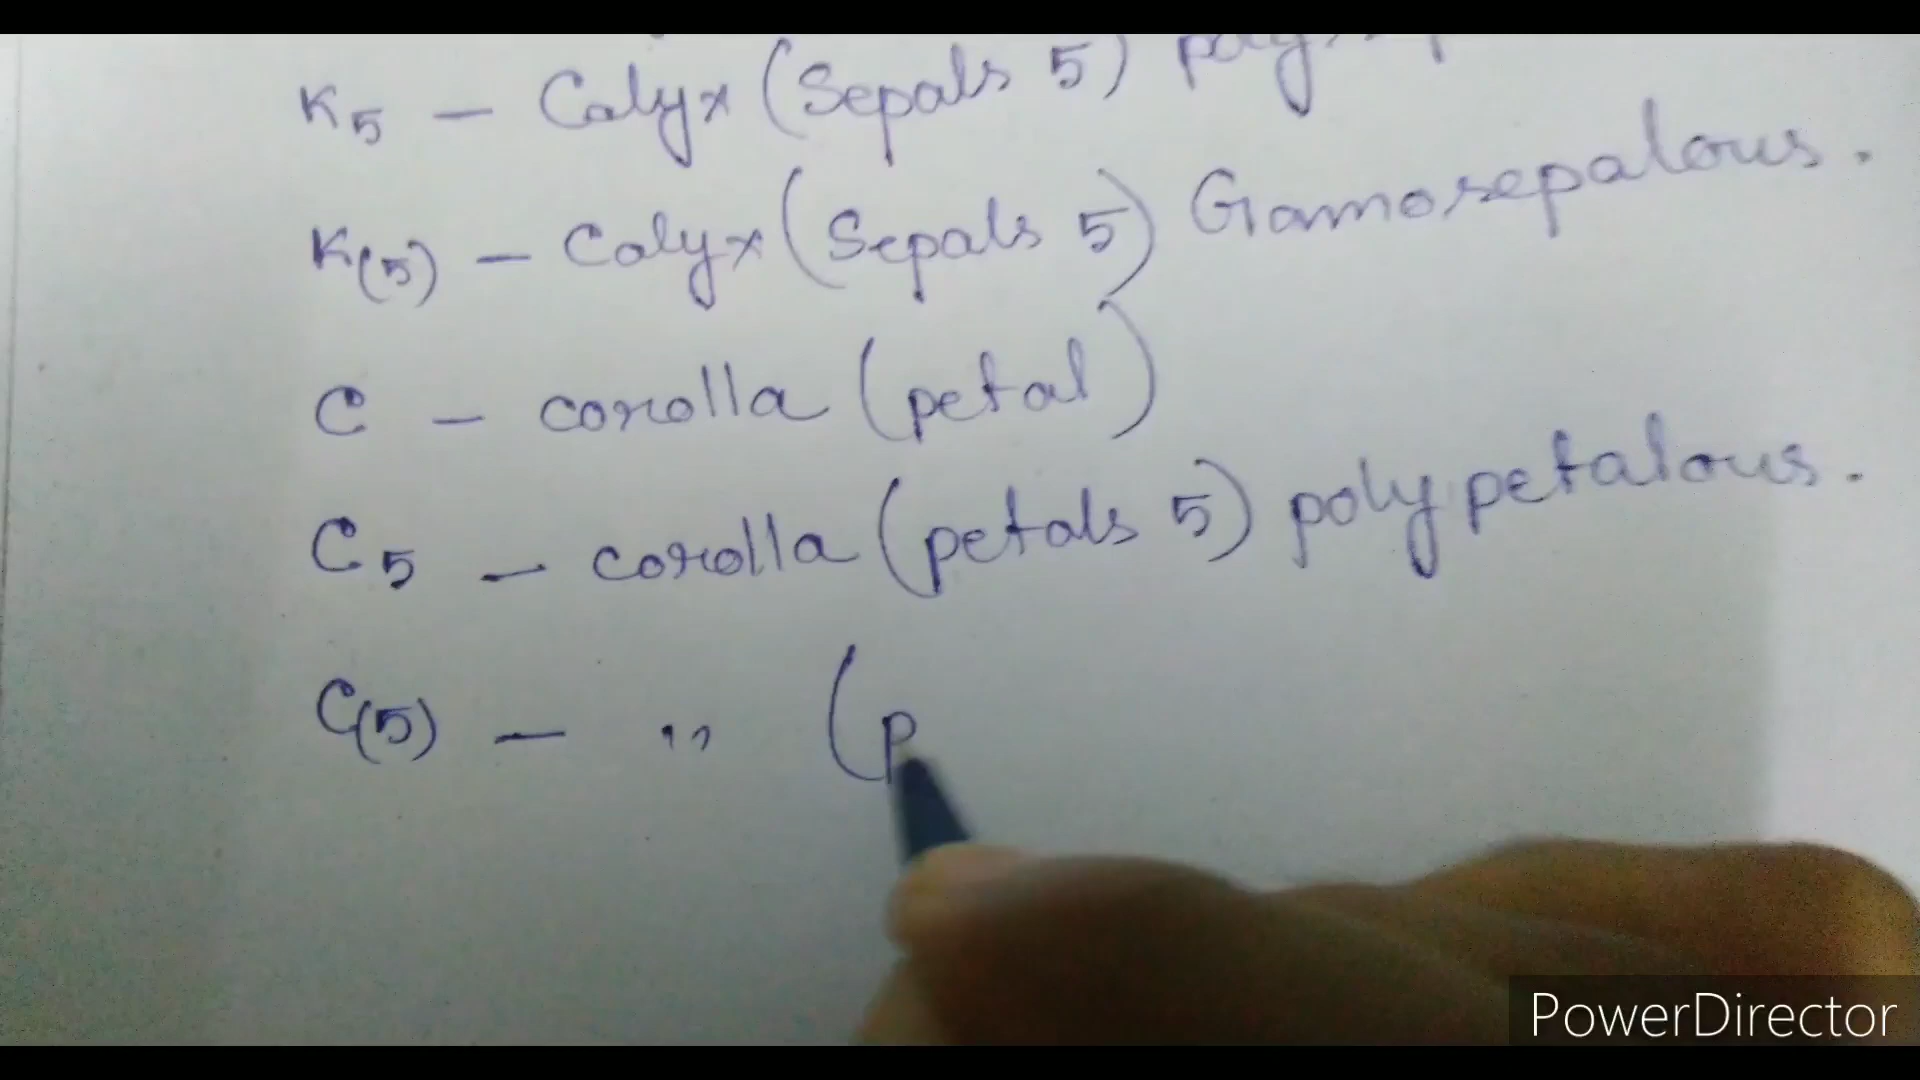 K5 - Calyx (Sepals 5)
K(5) - Calyx (Sepals 5) Gamosepalous.
C - corolla (petal)
C5 - corolla (petals 5) polypetalous.
C(5) - ,, (p
PowerDirector